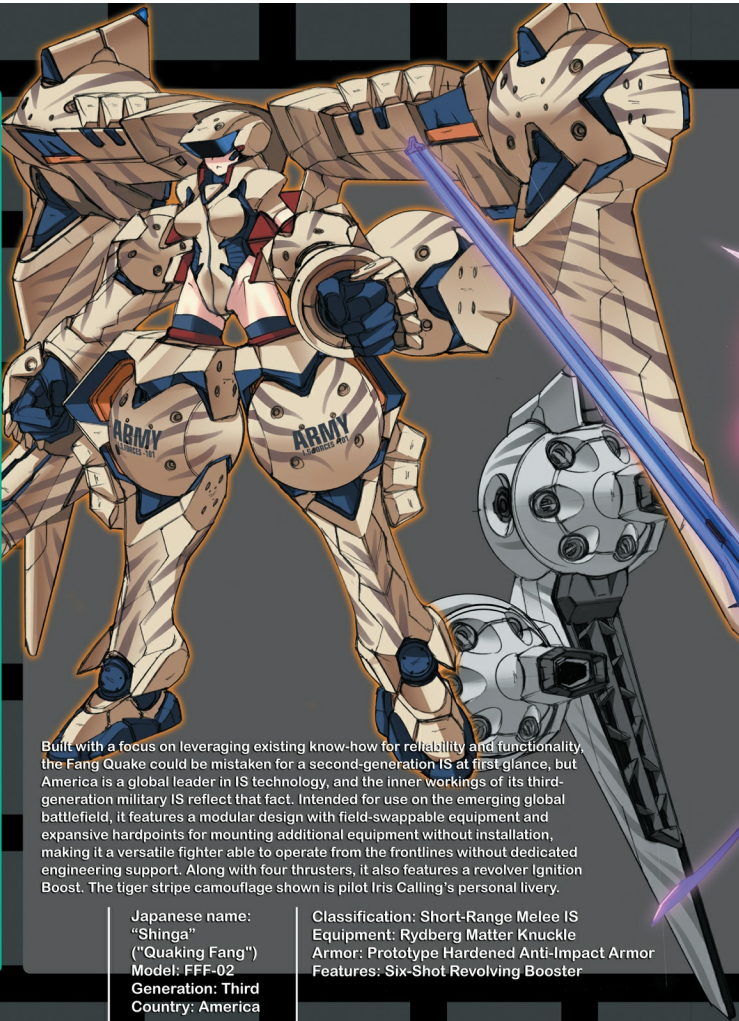 ARMY
I.S.FORCES -101
ARMY
I.S.FORCES -101
Built with a focus on leveraging existing know-how for reliability and functionality,
the Fang Quake could be mistaken for a second-generation IS at first glance, but
America is a global leader in IS technology, and the inner workings of its third-
generation military IS reflect that fact. Intended for use on the emerging global
battlefield, it features a modular design with field-swappable equipment and
expansive hardpoints for mounting additional equipment without installation,
making it a versatile fighter able to operate from the frontlines without dedicated
engineering support. Along with four thrusters, it also features a revolver Ignition
Boost. The tiger stripe camouflage shown is pilot Iris Calling’s personal livery.
Japanese name:
“Shinga”
("Quaking Fang")
Model: FFF-02
Generation: Third
Country: America
Classification: Short-Range Melee IS
Equipment: Rydberg Matter Knuckle
Armor: Prototype Hardened Anti-Impact Armor
Features: Six-Shot Revolving Booster